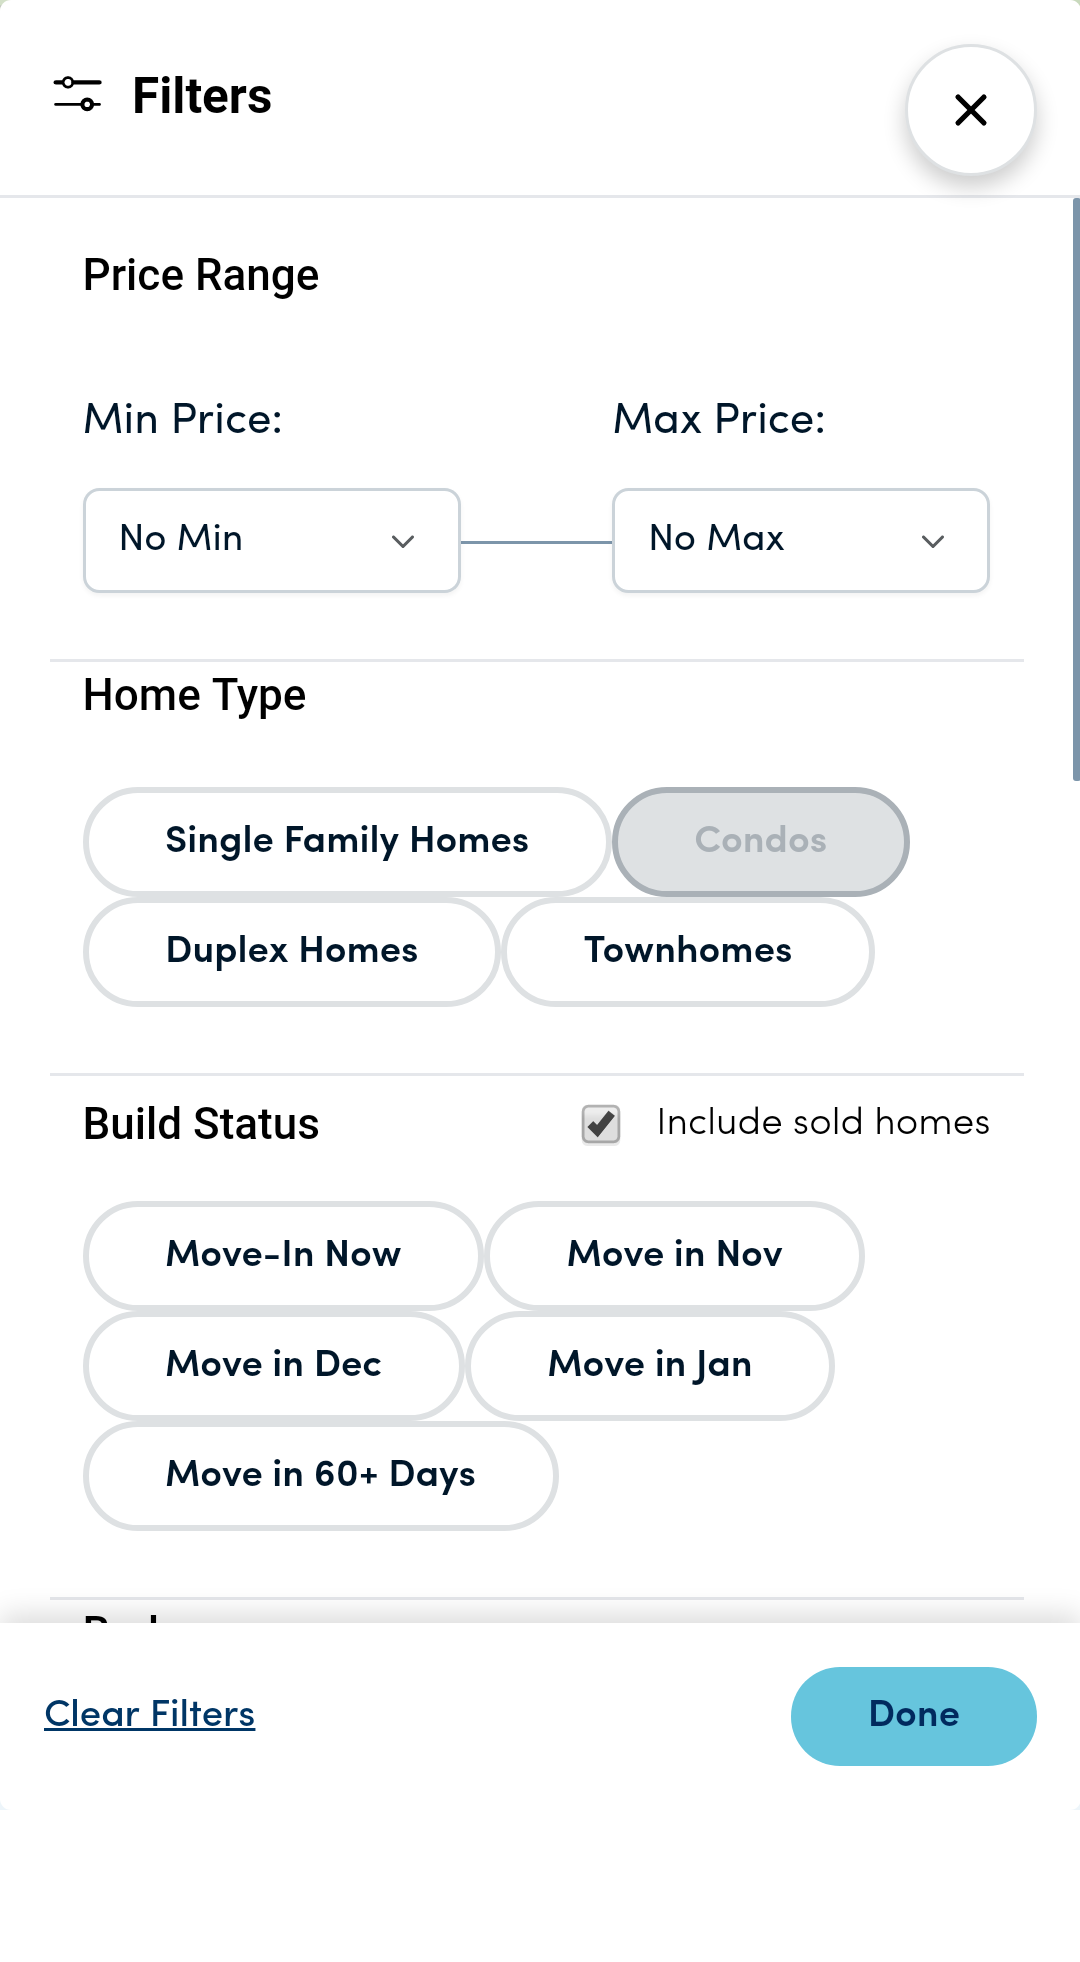 Filters
Price Range
Min Price: Max Price:
No Min No Max
Home Type
Single Family Homes Condos
Duplex Homes Townhomes
Build Status Include sold homes
Move-In Now Move in Nov
Move in Dec Move in Jan
Move in 60+ Days
Clear Filters Done